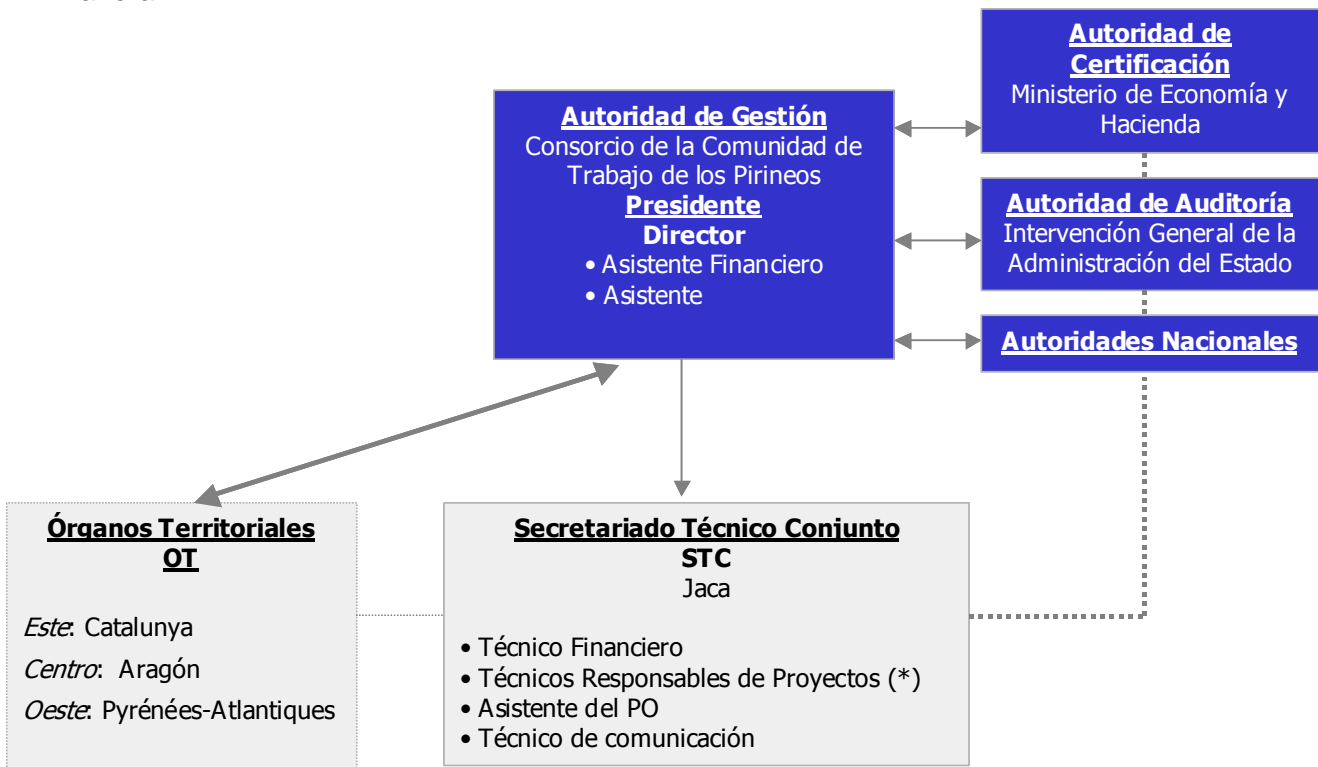 Autoridad de
Certificación
Ministerio de Economía y
Hacienda
Autoridad de Gestión
Consorcio de la Comunidad de
Trabajo de los Pirineos
Presidente
Director
• Asistente Financiero
• Asistente
Autoridad de Auditoría
Intervención General de la
Administración del Estado
Autoridades Nacionales
Órganos Territoriales
OT
Este: Catalunya
Centro: Aragón
Oeste: Pyrénées-Atlantiques
Secretariado Técnico Conjunto
STC
Jaca
• Técnico Financiero
• Técnicos Responsables de Proyectos (*)
• Asistente del PO
• Técnico de comunicación